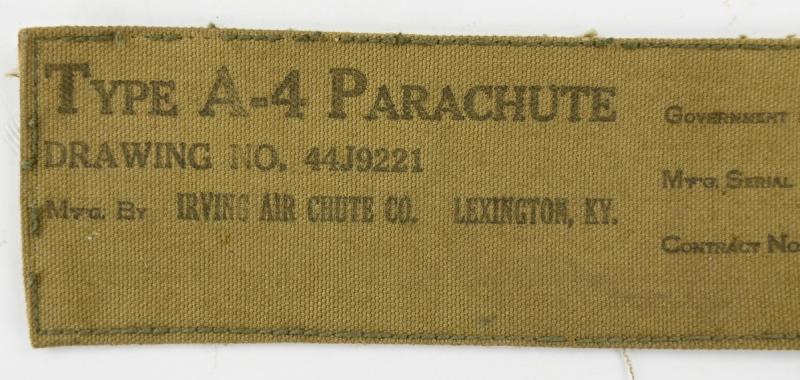 TYPE A-4 PARACHUTE
DRAWING NO. 44J9221
MFG. BY IRVING AIR CHUTE CO. LEXINGTON, KY.
GOVERNMENT
MFG. SERIAL
CONTRACT NO.